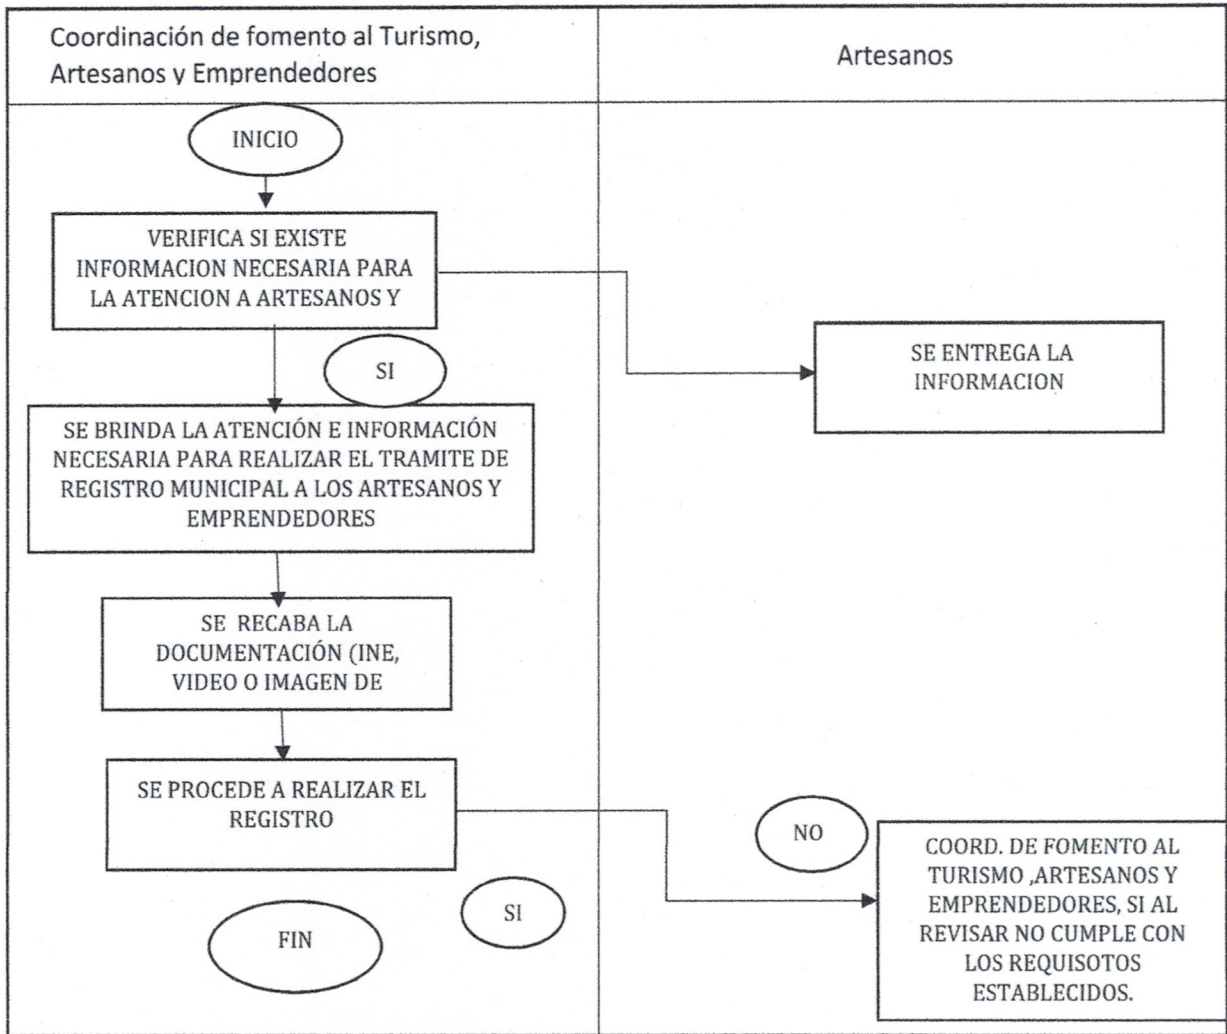 Coordinación de fomento al Turismo,
Artesanos y Emprendedores
Artesanos
INICIO
VERIFICA SI EXISTE
INFORMACION NECESARIA PARA
LA ATENCION A ARTESANOS Y
SI
SE ENTREGA LA
INFORMACION
SE BRINDA LA ATENCIÓN E INFORMACIÓN
NECESARIA PARA REALIZAR EL TRAMITE DE
REGISTRO MUNICIPAL A LOS ARTESANOS Y
EMPRENDEDORES
SE RECABA LA
DOCUMENTACIÓN (INE,
VIDEO O IMAGEN DE
SE PROCEDE A REALIZAR EL
REGISTRO
NO
COORD. DE FOMENTO AL
TURISMO ,ARTESANOS Y
EMPRENDEDORES, SI AL
REVISAR NO CUMPLE CON
LOS REQUISOTOS
ESTABLECIDOS.
SI
FIN